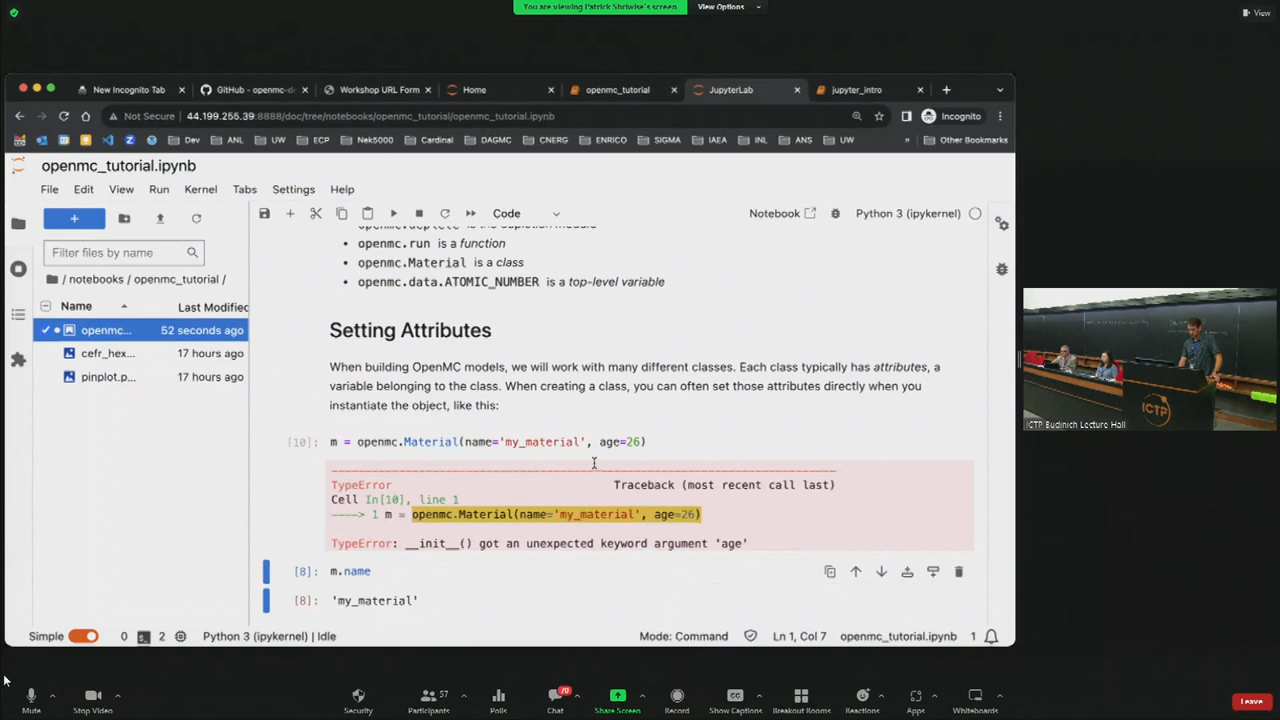 You are viewing Patrick Shriwise's screen
View Options
View
New Incognito Tab
GitHub - openmc-de
Workshop URL Form
Home
openmc_tutorial
JupyterLab
jupyter_intro
Not Secure
44.199.255.39:8888/doc/tree/notebooks/openmc_tutorial/openmc_tutorial.ipynb
Incognito
Dev
ANL
UW
ECP
Nek5000
Cardinal
DAGMC
CNERG
ENRICO
SIGMA
IAEA
INL
ANS
UW
»
Other Bookmarks
openmc_tutorial.ipynb
File Edit View Run Kernel Tabs Settings Help
Code
Notebook
Python 3 (ipykernel)
Filter files by name
/ notebooks / openmc_tutorial /
Name
Last Modified
openmc...
52 seconds ago
cefr_hex...
17 hours ago
pinplot.p...
17 hours ago
openmc.deplete is the depletion module
• openmc.run is a function
• openmc.Material is a class
• openmc.data.ATOMIC_NUMBER is a top-level variable
Setting Attributes
When building OpenMC models, we will work with many different classes. Each class typically has attributes, a
variable belonging to the class. When creating a class, you can often set those attributes directly when you
instantiate the object, like this:
[10]: m = openmc.Material(name='my_material', age=26)
TypeError Traceback (most recent call last)
Cell In[10], line 1
----> 1 m = openmc.Material(name='my_material', age=26)
TypeError: __init__() got an unexpected keyword argument 'age'
[8]: m.name
[8]: 'my_material'
Simple
0
2
Python 3 (ipykernel) | Idle
Mode: Command
Ln 1, Col 7
openmc_tutorial.ipynb
1
ICTP
ICTP Budinich Lecture Hall
Mute
Stop Video
Security
57
Participants
Polls
70
Chat
Share Screen
Record
Show Captions
Breakout Rooms
Reactions
Apps
Whiteboards
Leave